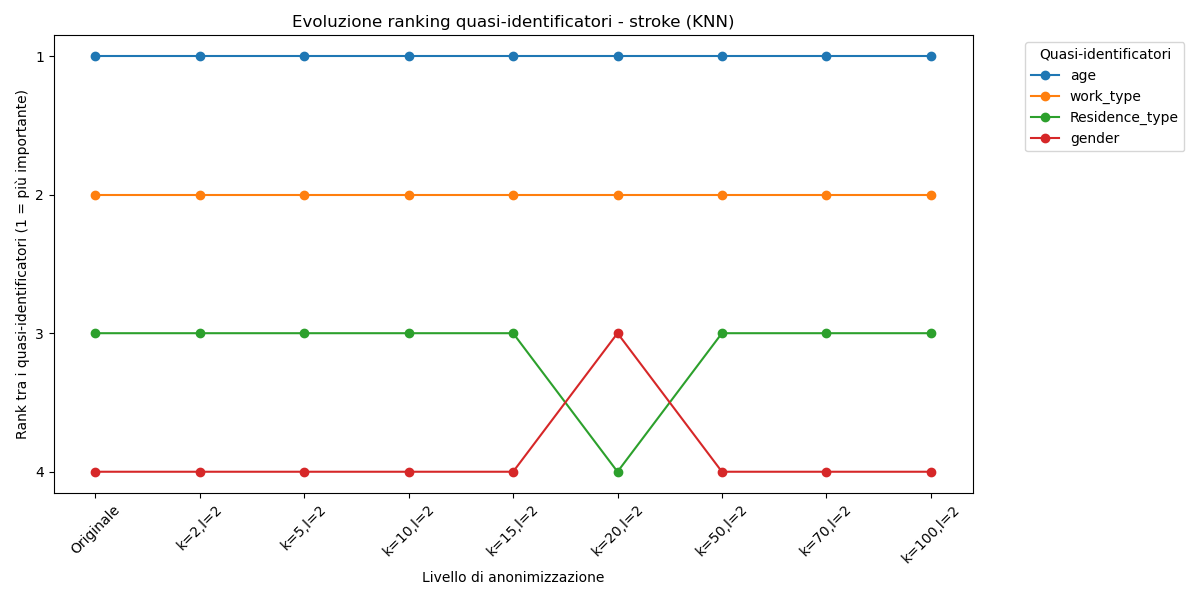 Evoluzione ranking quasi-identificatori - stroke (KNN)
Rank tra i quasi-identificatori (1 = più importante)
1
2
3
4
Originale
k=2,l=2
k=5,l=2
k=10,l=2
k=15,l=2
k=20,l=2
k=50,l=2
k=70,l=2
k=100,l=2
Livello di anonimizzazione
Quasi-identificatori
age
work_type
Residence_type
gender